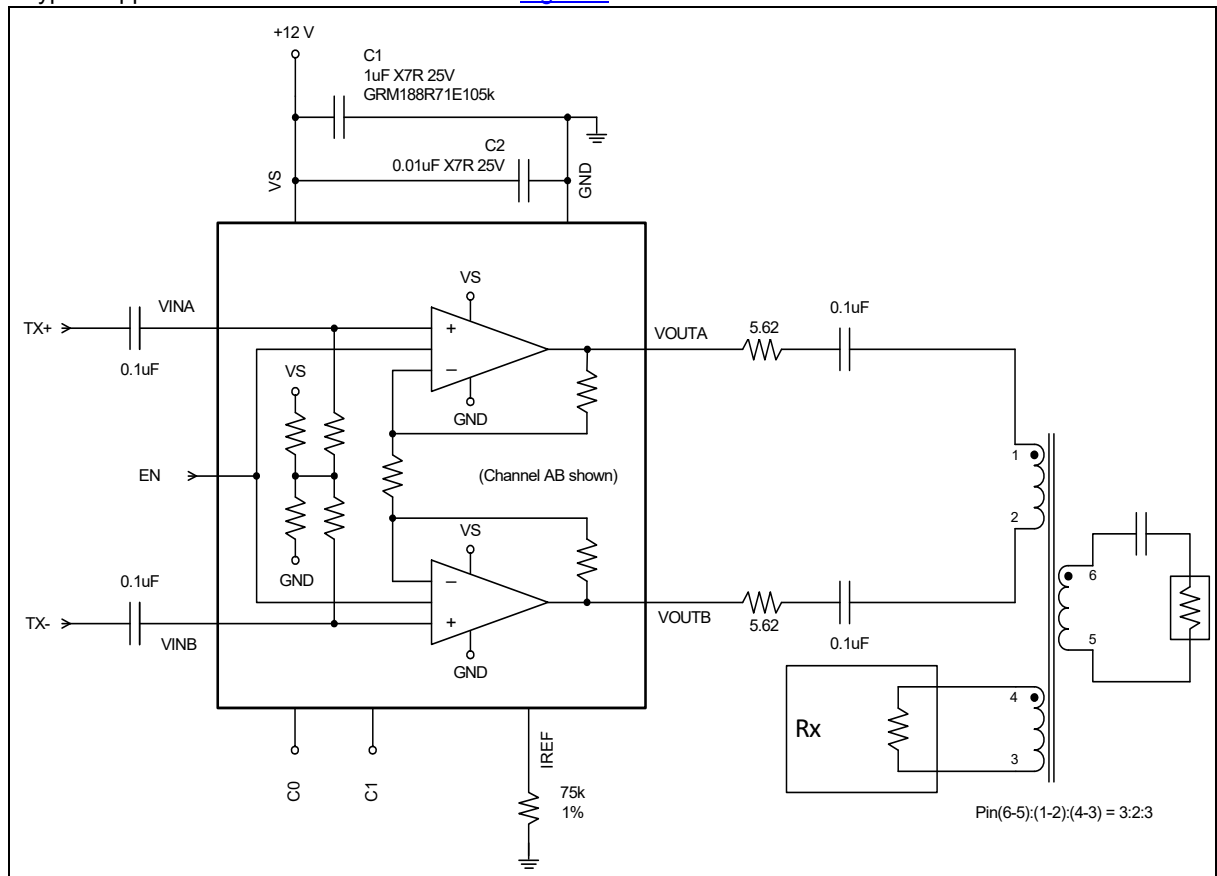 +12 V
C1
1uF X7R 25V
GRM188R71E105k
C2
0.01uF X7R 25V
VS
GND
VS
TX+
VINA
0.1uF
+
–
GND
VOUTA
5.62
0.1uF
VS
EN
(Channel AB shown)
GND
1
2
VS
0.1uF
–
+
TX-
VINB
GND
VOUTB
5.62
0.1uF
6
5
Rx
4
3
C0
C1
IREF
75k
1%
Pin(6-5):(1-2):(4-3) = 3:2:3